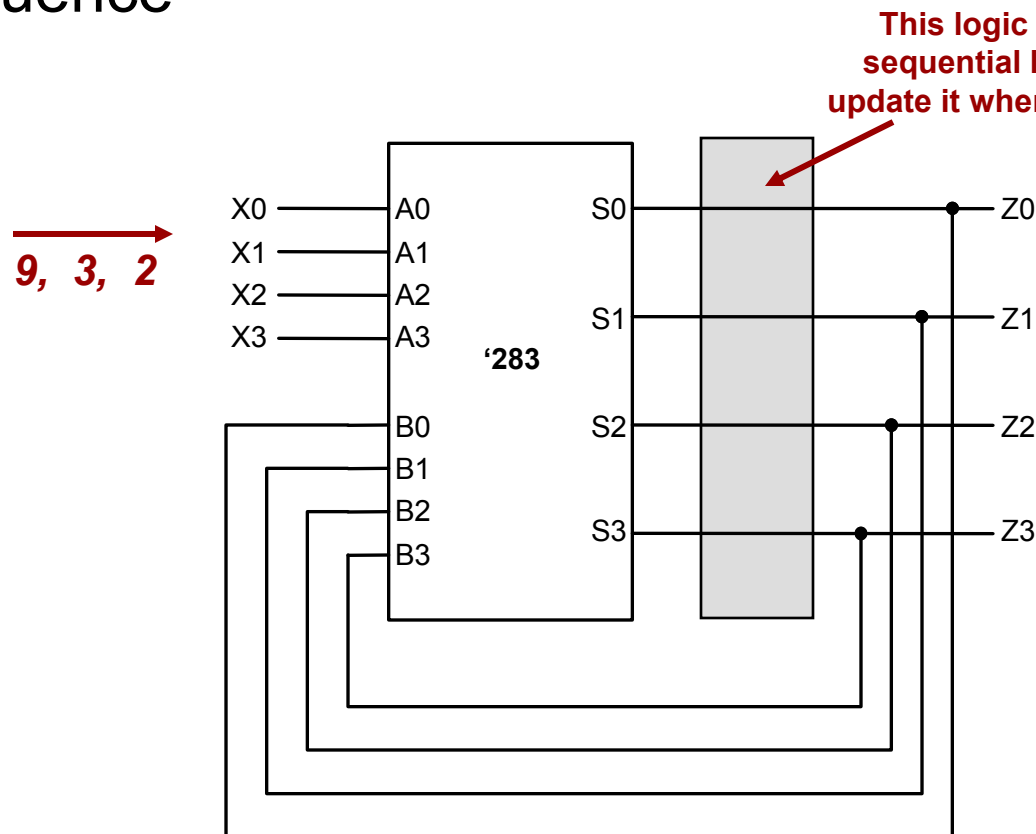 This logic
sequential
update it
9, 3, 2
X0
X1
X2
X3
A0
A1
A2
A3
‘283
B0
B1
B2
B3
S0
S1
S2
S3
Z0
Z1
Z2
Z3